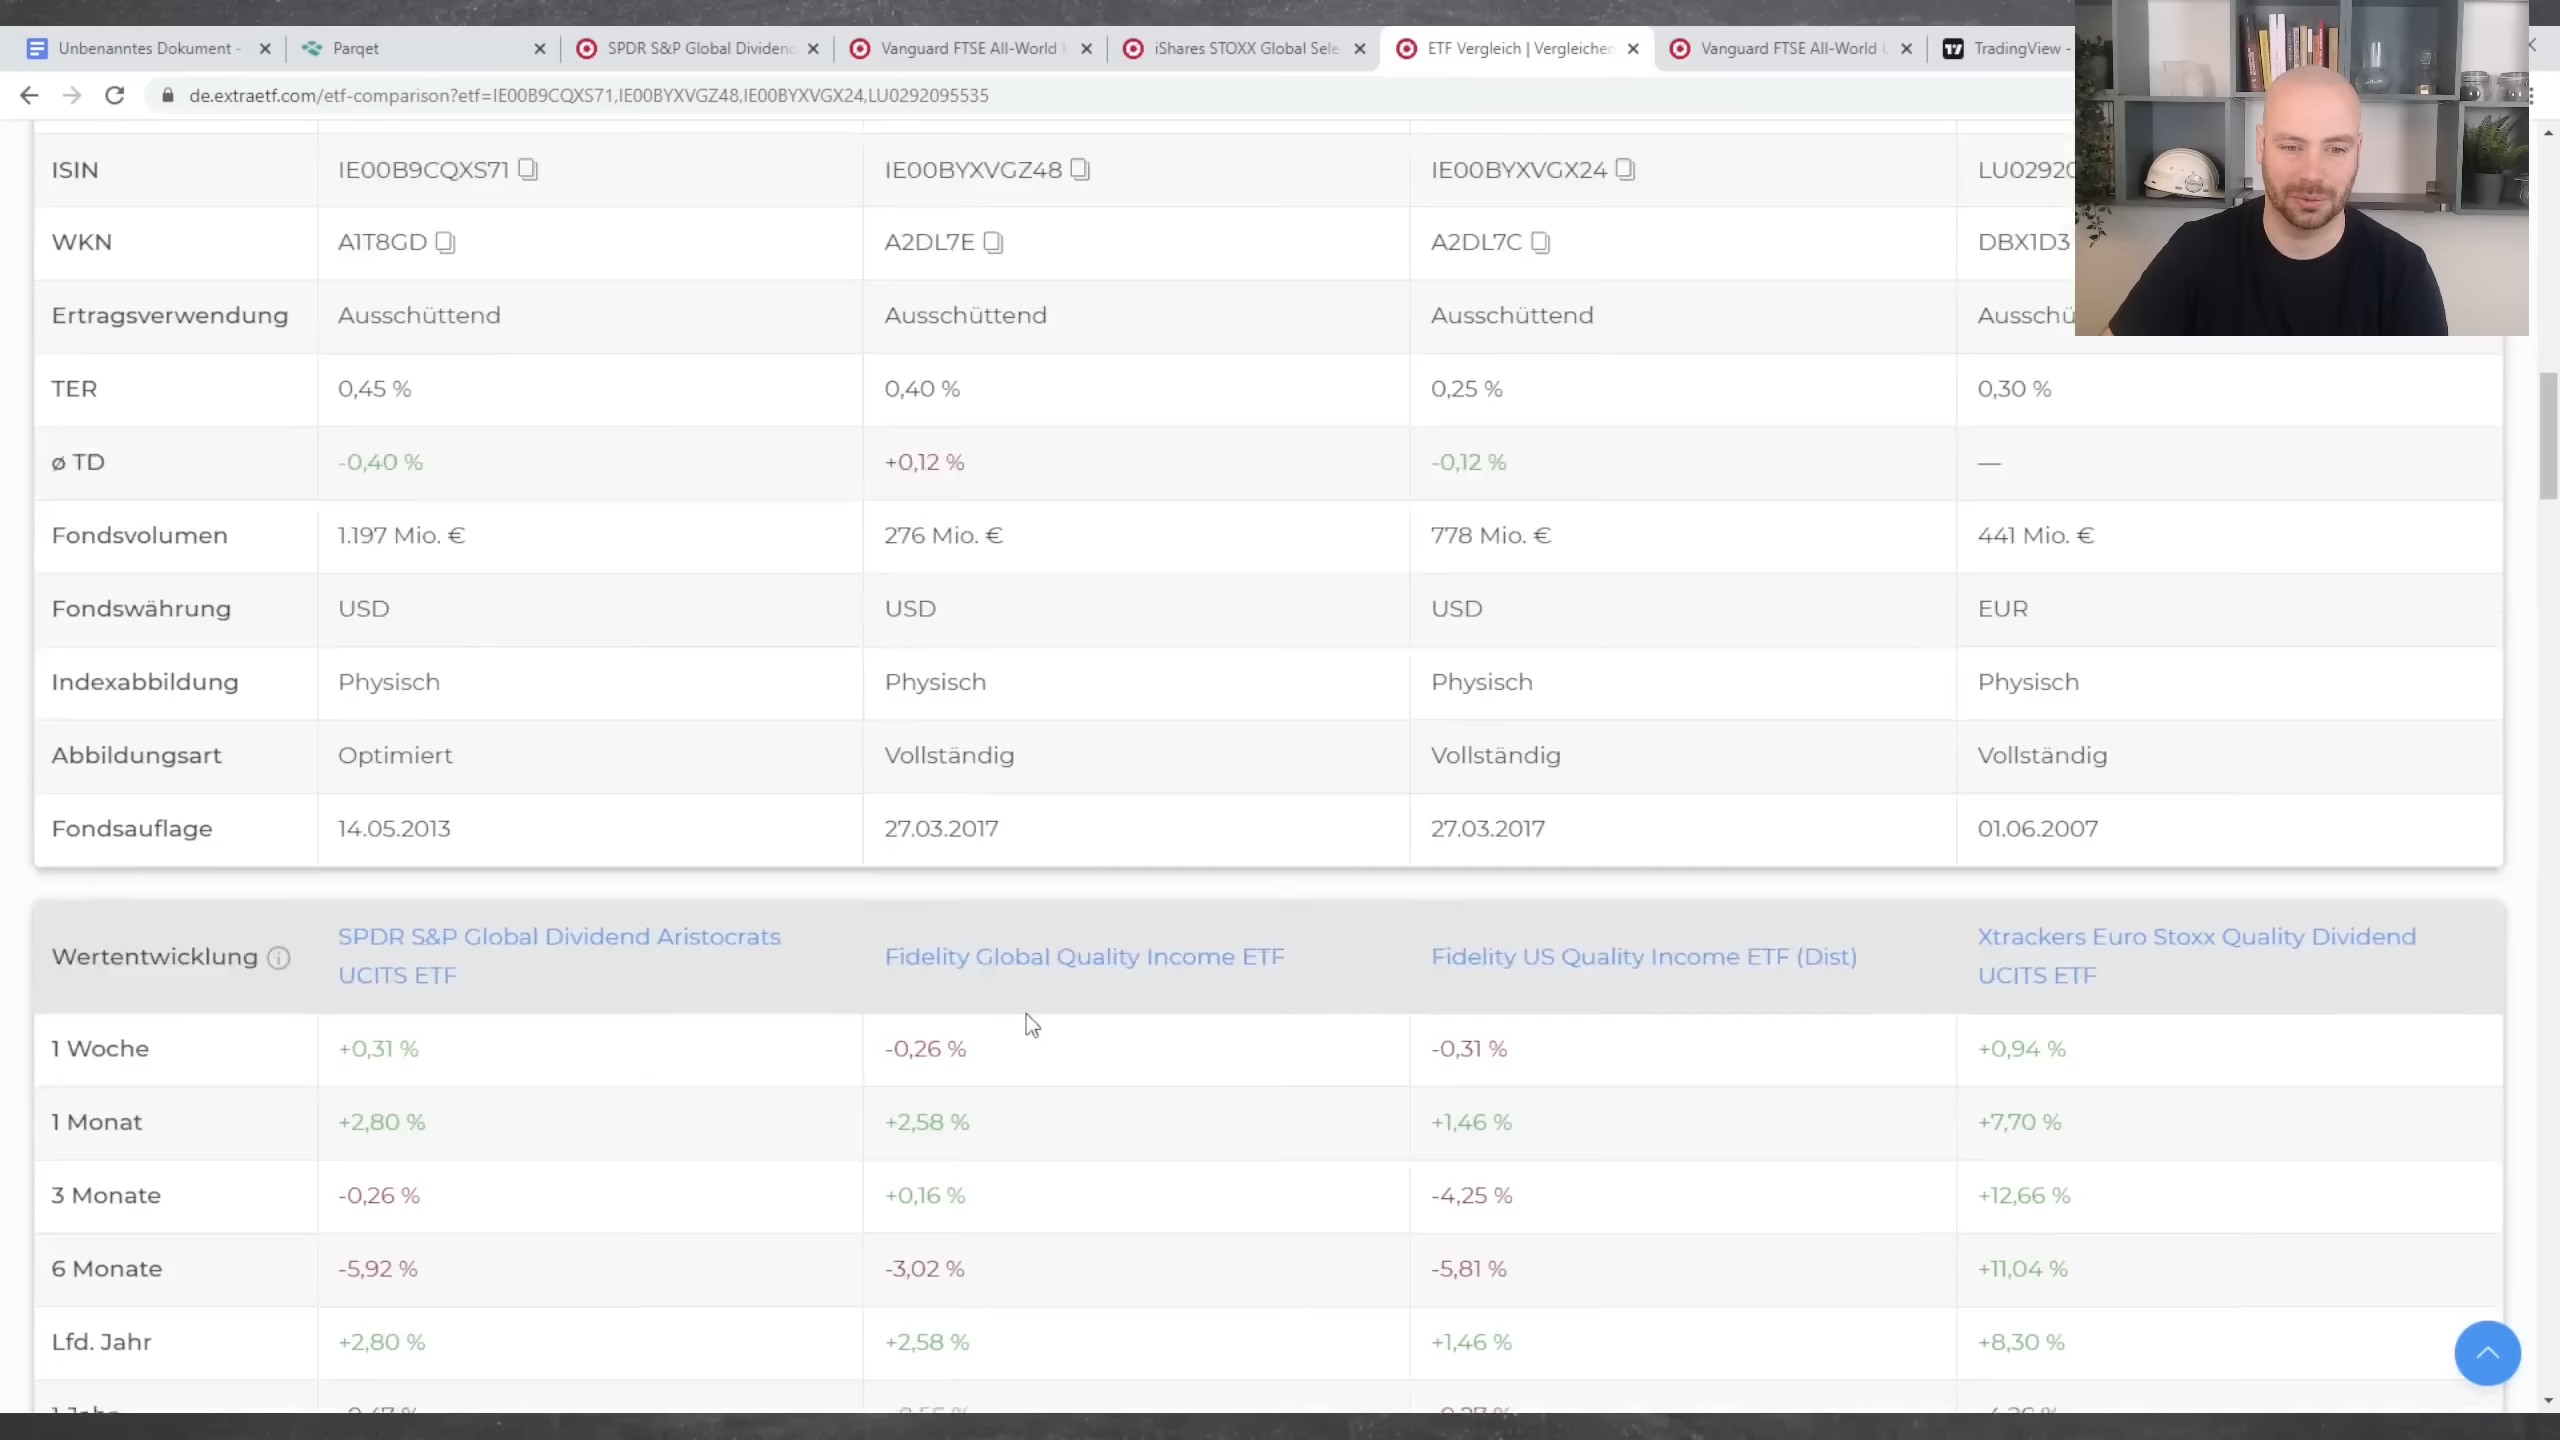 Unbenanntes Dokument -
Parqet
SPDR S&P Global Dividend
Vanguard FTSE All-World H
iShares STOXX Global Sele
ETF Vergleich | Vergleichen
Vanguard FTSE All-World U
TradingView -
de.extraetf.com/etf-comparison?etf=IE00B9CQXS71,IE00BYXVGZ48,IE00BYXVGX24,LU0292095535
ISIN IE00B9CQXS71 IE00BYXVGZ48 IE00BYXVGX24 LU02920
WKN A1T8GD A2DL7E A2DL7C DBX1D3
Ertragsverwendung Ausschüttend Ausschüttend Ausschüttend Ausschü
TER 0,45 % 0,40 % 0,25 % 0,30 %
ø TD -0,40 % +0,12 % -0,12 % —
Fondsvolumen 1.197 Mio. € 276 Mio. € 778 Mio. € 441 Mio. €
Fondswährung USD USD USD EUR
Indexabbildung Physisch Physisch Physisch Physisch
Abbildungsart Optimiert Vollständig Vollständig Vollständig
Fondsauflage 14.05.2013 27.03.2017 27.03.2017 01.06.2007
Wertentwicklung
SPDR S&P Global Dividend Aristocrats
UCITS ETF
Fidelity Global Quality Income ETF
Fidelity US Quality Income ETF (Dist)
Xtrackers Euro Stoxx Quality Dividend
UCITS ETF
1 Woche +0,31 % -0,26 % -0,31 % +0,94 %
1 Monat +2,80 % +2,58 % +1,46 % +7,70 %
3 Monate -0,26 % +0,16 % -4,25 % +12,66 %
6 Monate -5,92 % -3,02 % -5,81 % +11,04 %
Lfd. Jahr +2,80 % +2,58 % +1,46 % +8,30 %